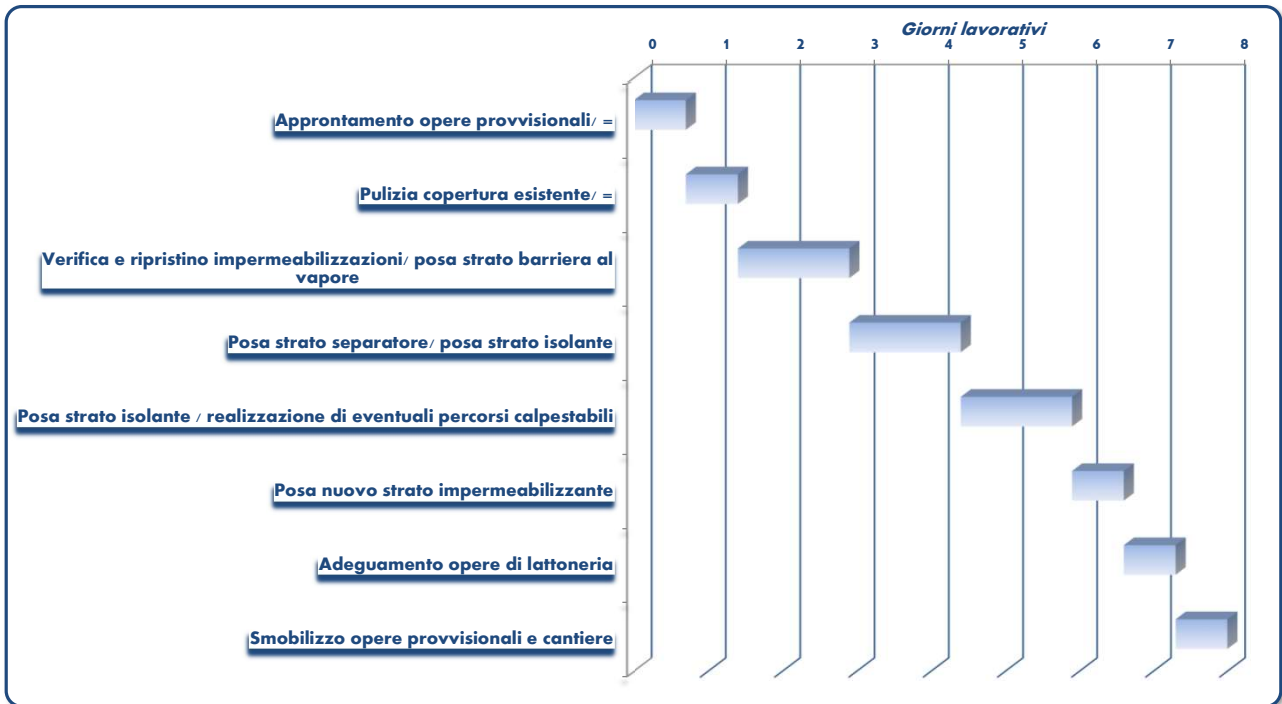 Giorni lavorativi
0 1 2 3 4 5 6 7 8
Approntamento opere provvisionali/ =
Pulizia copertura esistente/ =
Verifica e ripristino impermeabilizzazioni/ posa strato barriera al
vapore
Posa strato separatore/ posa strato isolante
Posa strato isolante / realizzazione di eventuali percorsi calpestabili
Posa nuovo strato impermeabilizzante
Adeguamento opere di lattoneria
Smobilizzo opere provvisionali e cantiere